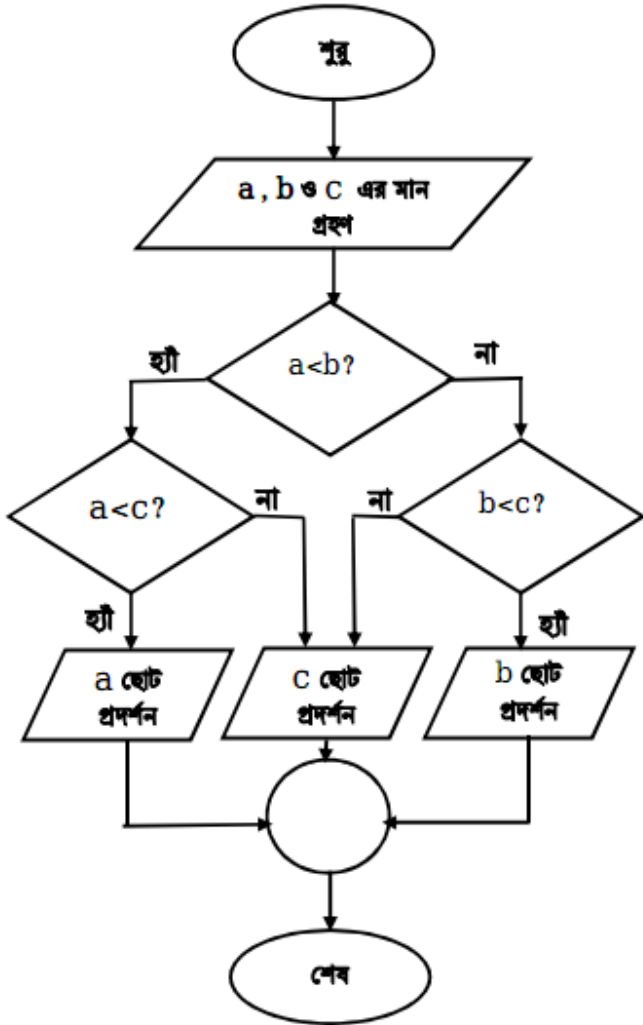 শুরু
a, b ও c এর মান
গ্রহণ
হ্যাঁ
a<b?
না
a<c?
না
না
b<c?
হ্যাঁ
হ্যাঁ
a ছোট
প্রদর্শন
c ছোট
প্রদর্শন
b ছোট
প্রদর্শন
শেষ